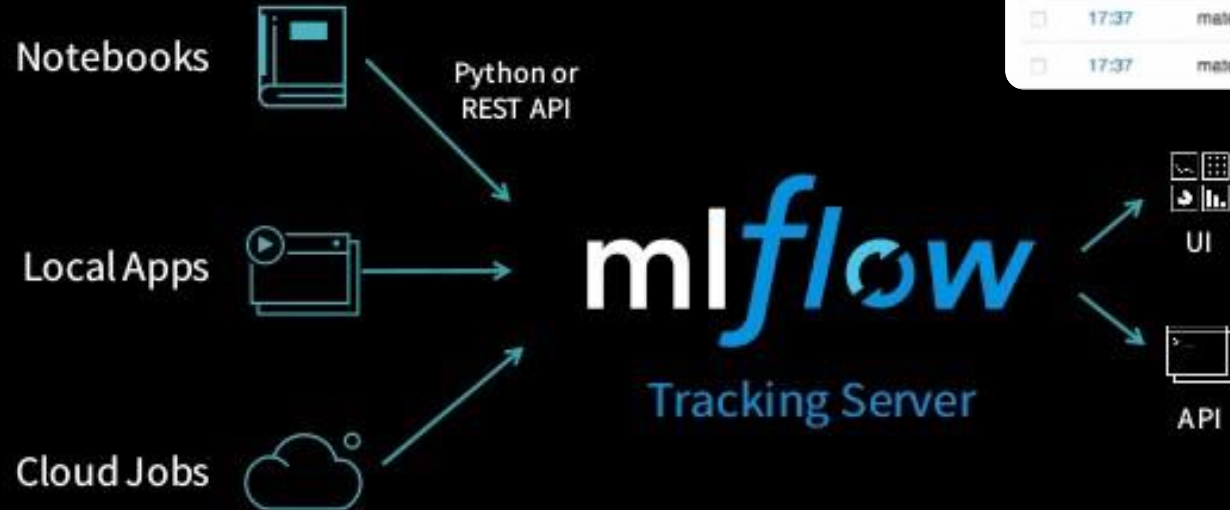 17:37
17:37
Notebooks
Python or
REST API
Local Apps
mlflow
Tracking Server
UI
API
Cloud Jobs